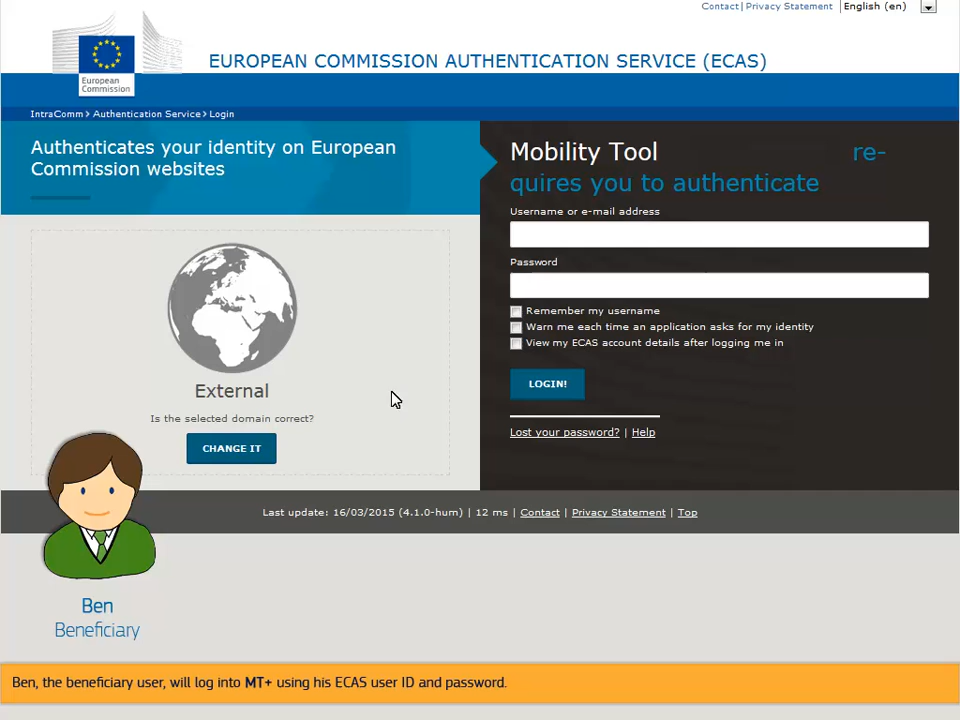 Contact | Privacy Statement | English (en)
European
Commission
EUROPEAN COMMISSION AUTHENTICATION SERVICE (ECAS)
IntraComm > Authentication Service > Login
Authenticates your identity on European
Commission websites
External
Is the selected domain correct?
CHANGE IT
Mobility Tool re-
quires you to authenticate
Username or e-mail address
Password
Remember my username
Warn me each time an application asks for my identity
View my ECAS account details after logging me in
LOGIN!
Lost your password? | Help
Last update: 16/03/2015 (4.1.0-hum) | 12 ms | Contact | Privacy Statement | Top
Ben
Beneficiary
Ben, the beneficiary user, will log into MT+ using his ECAS user ID and password.